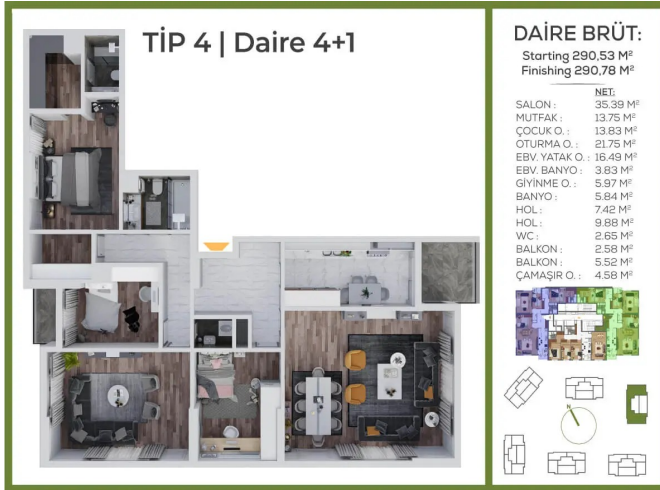 TİP 4 | Daire 4+1
DAİRE BRÜT:
Starting 290,53 M²
Finishing 290,78 M²
NET:
SALON : 35.39 M²
MUTFAK : 13.75 M²
ÇOCUK O. : 13.83 M²
OTURMA O. : 21.75 M²
EBV. YATAK O. : 16.49 M²
EBV. BANYO : 3.83 M²
GİYİNME O. : 5.97 M²
BANYO : 5.84 M²
HOL : 7.42 M²
HOL : 9.88 M²
WC : 2.65 M²
BALKON : 2.58 M²
BALKON : 5.52 M²
ÇAMAŞIR O. : 4.58 M²
N